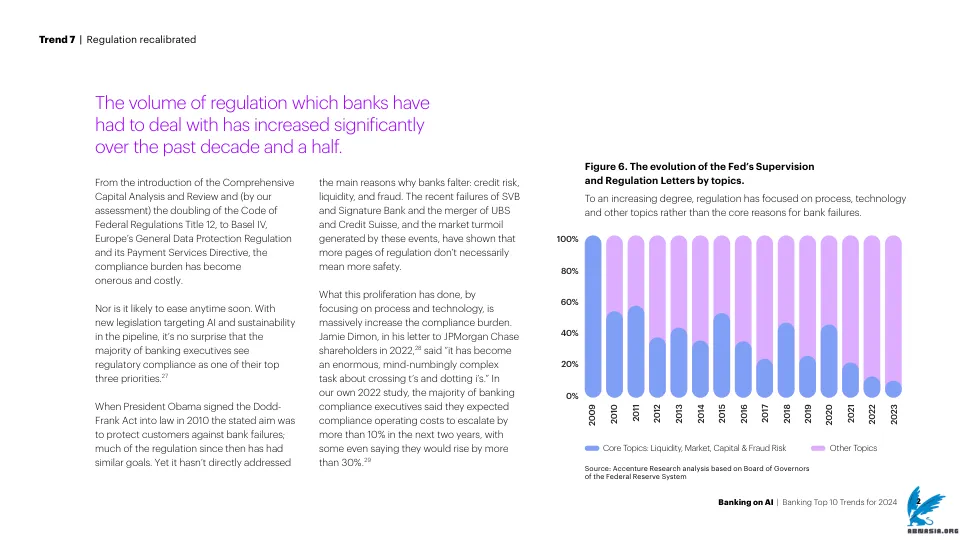 Trend 7 | Regulation recalibrated
The volume of regulation which banks have
had to deal with has increased significantly
over the past decade and a half.
From the introduction of the Comprehensive
Capital Analysis and Review and (by our
assessment) the doubling of the Code of
Federal Regulations Title 12, to Basel IV,
Europe's General Data Protection Regulation
and its Payment Services Directive, the
compliance burden has become
onerous and costly.
Nor is it likely to ease anytime soon. With
new legislation targeting AI and sustainability
in the pipeline, it's no surprise that the
majority of banking executives see
regulatory compliance as one of their top
three priorities.27
When President Obama signed the Dodd-
Frank Act into law in 2010 the stated aim was
to protect customers against bank failures;
much of the regulation since then has had
similar goals. Yet it hasn't directly addressed
the main reasons why banks falter: credit risk,
liquidity, and fraud. The recent failures of SVB
and Signature Bank and the merger of UBS
and Credit Suisse, and the market turmoil
generated by these events, have shown that
more pages of regulation don't necessarily
mean more safety.
What this proliferation has done, by
focusing on process and technology, is
massively increase the compliance burden.
Jamie Dimon, in his letter to JPMorgan Chase
shareholders in 2022,28 said "it has become
an enormous, mind-numbingly complex
task about crossing t's and dotting i's." In
our own 2022 study, the majority of banking
compliance executives said they expected
compliance operating costs to escalate by
more than 10% in the next two years, with
some even saying they would rise by more
than 30%.29
Figure 6. The evolution of the Fed's Supervision
and Regulation Letters by topics.
To an increasing degree, regulation has focused on process, technology
and other topics rather than the core reasons for bank failures.
100%
80%
60%
40%
20%
0%
2009 2010 2011 2012 2013 2014 2015 2016 2017 2018 2019 2020 2021 2022 2023
Core Topics: Liquidity, Market, Capital & Fraud Risk Other Topics
Source: Accenture Research analysis based on Board of Governors
of the Federal Reserve System
Banking on AI | Banking Top 10 Trends for 2024